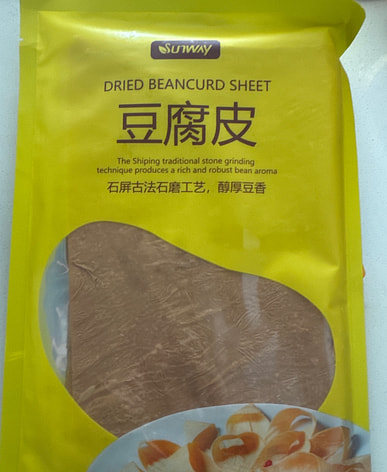 SUNWAY
DRIED BEANCURD SHEET
豆腐皮
The Shiping traditional stone grinding
technique produces a rich and robust bean aroma
石屏古法石磨工艺，醇厚豆香